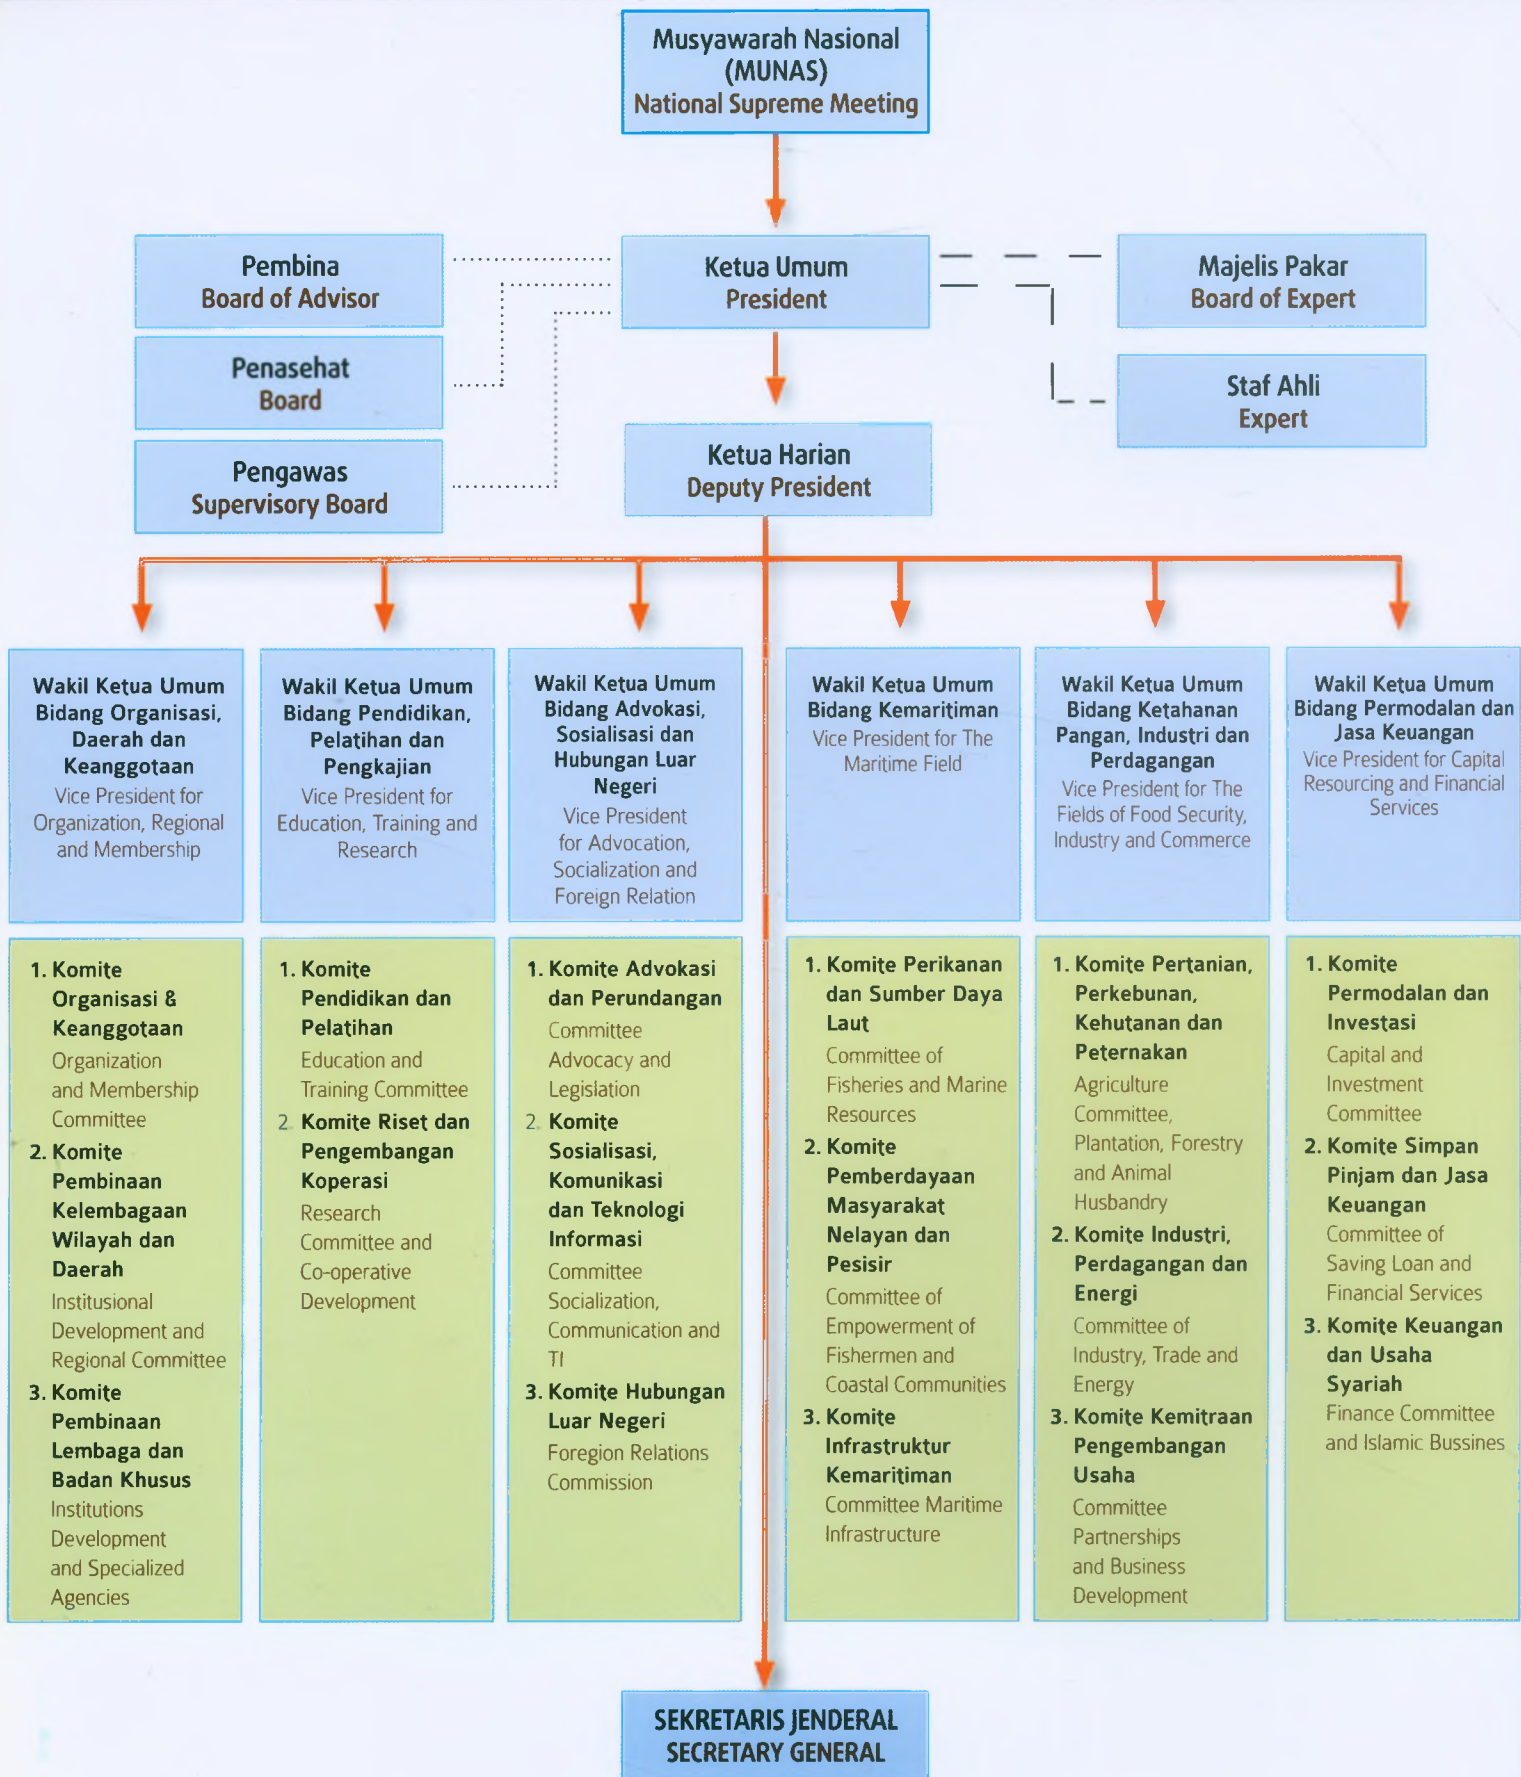 Musyawarah Nasional
(MUNAS)
National Supreme Meeting
Pembina
Board of Advisor
Ketua Umum
President
Majelis Pakar
Board of Expert
Penasehat
Board
Staf Ahli
Expert
Pengawas
Supervisory Board
Ketua Harian
Deputy President
Wakil Ketua Umum
Bidang Organisasi,
Daerah dan
Keanggotaan
Vice President for
Organization, Regional
and Membership
Wakil Ketua Umum
Bidang Pendidikan,
Pelatihan dan
Pengkajian
Vice President for
Education, Training and
Research
Wakil Ketua Umum
Bidang Advokasi,
Sosialisasi dan
Hubungan Luar
Negeri
Vice President
for Advocation,
Socialization and
Foreign Relation
Wakil Ketua Umum
Bidang Kemaritiman
Vice President for The
Maritime Field
Wakil Ketua Umum
Bidang Ketahanan
Pangan, Industri dan
Perdagangan
Vice President for The
Fields of Food Security,
Industry and Commerce
Wakil Ketua Umum
Bidang Permodalan dan
Jasa Keuangan
Vice President for Capital
Resourcing and Financial
Services
1. Komite
Organisasi &
Keanggotaan
Organization
and Membership
Committee
2. Komite
Pembinaan
Kelembagaan
Wilayah dan
Daerah
Institusional
Development and
Regional Committee
3. Komite
Pembinaan
Lembaga dan
Badan Khusus
Institutions
Development
and Specialized
Agencies
1. Komite
Pendidikan dan
Pelatihan
Education and
Training Committee
2. Komite Riset dan
Pengembangan
Koperasi
Research
Committee and
Co-operative
Development
1. Komite Advokasi
dan Perundangan
Committee
Advocacy and
Legislation
2. Komite
Sosialisasi,
Komunikasi
dan Teknologi
Informasi
Committee
Socialization,
Communication and
TI
3. Komite Hubungan
Luar Negeri
Foregion Relations
Commission
1. Komite Perikanan
dan Sumber Daya
Laut
Committee of
Fisheries and Marine
Resources
2. Komite
Pemberdayaan
Masyarakat
Nelayan dan
Pesisir
Committee of
Empowerment of
Fishermen and
Coastal Communities
3. Komite
Infrastruktur
Kemaritiman
Committee Maritime
Infrastructure
1. Komite Pertanian,
Perkebunan,
Kehutanan dan
Peternakan
Agriculture
Committee,
Plantation, Forestry
and Animal
Husbandry
2. Komite Industri,
Perdagangan dan
Energi
Committee of
Industry, Trade and
Energy
3. Komite Kemitraan
Pengembangan
Usaha
Committee
Partnerships
and Business
Development
1. Komite
Permodalan dan
Investasi
Capital and
Investment
Committee
2. Komite Simpan
Pinjam dan Jasa
Keuangan
Committee of
Saving Loan and
Financial Services
3. Komite Keuangan
dan Usaha
Syariah
Finance Committee
and Islamic Bussines
SEKRETARIS JENDERAL
SECRETARY GENERAL